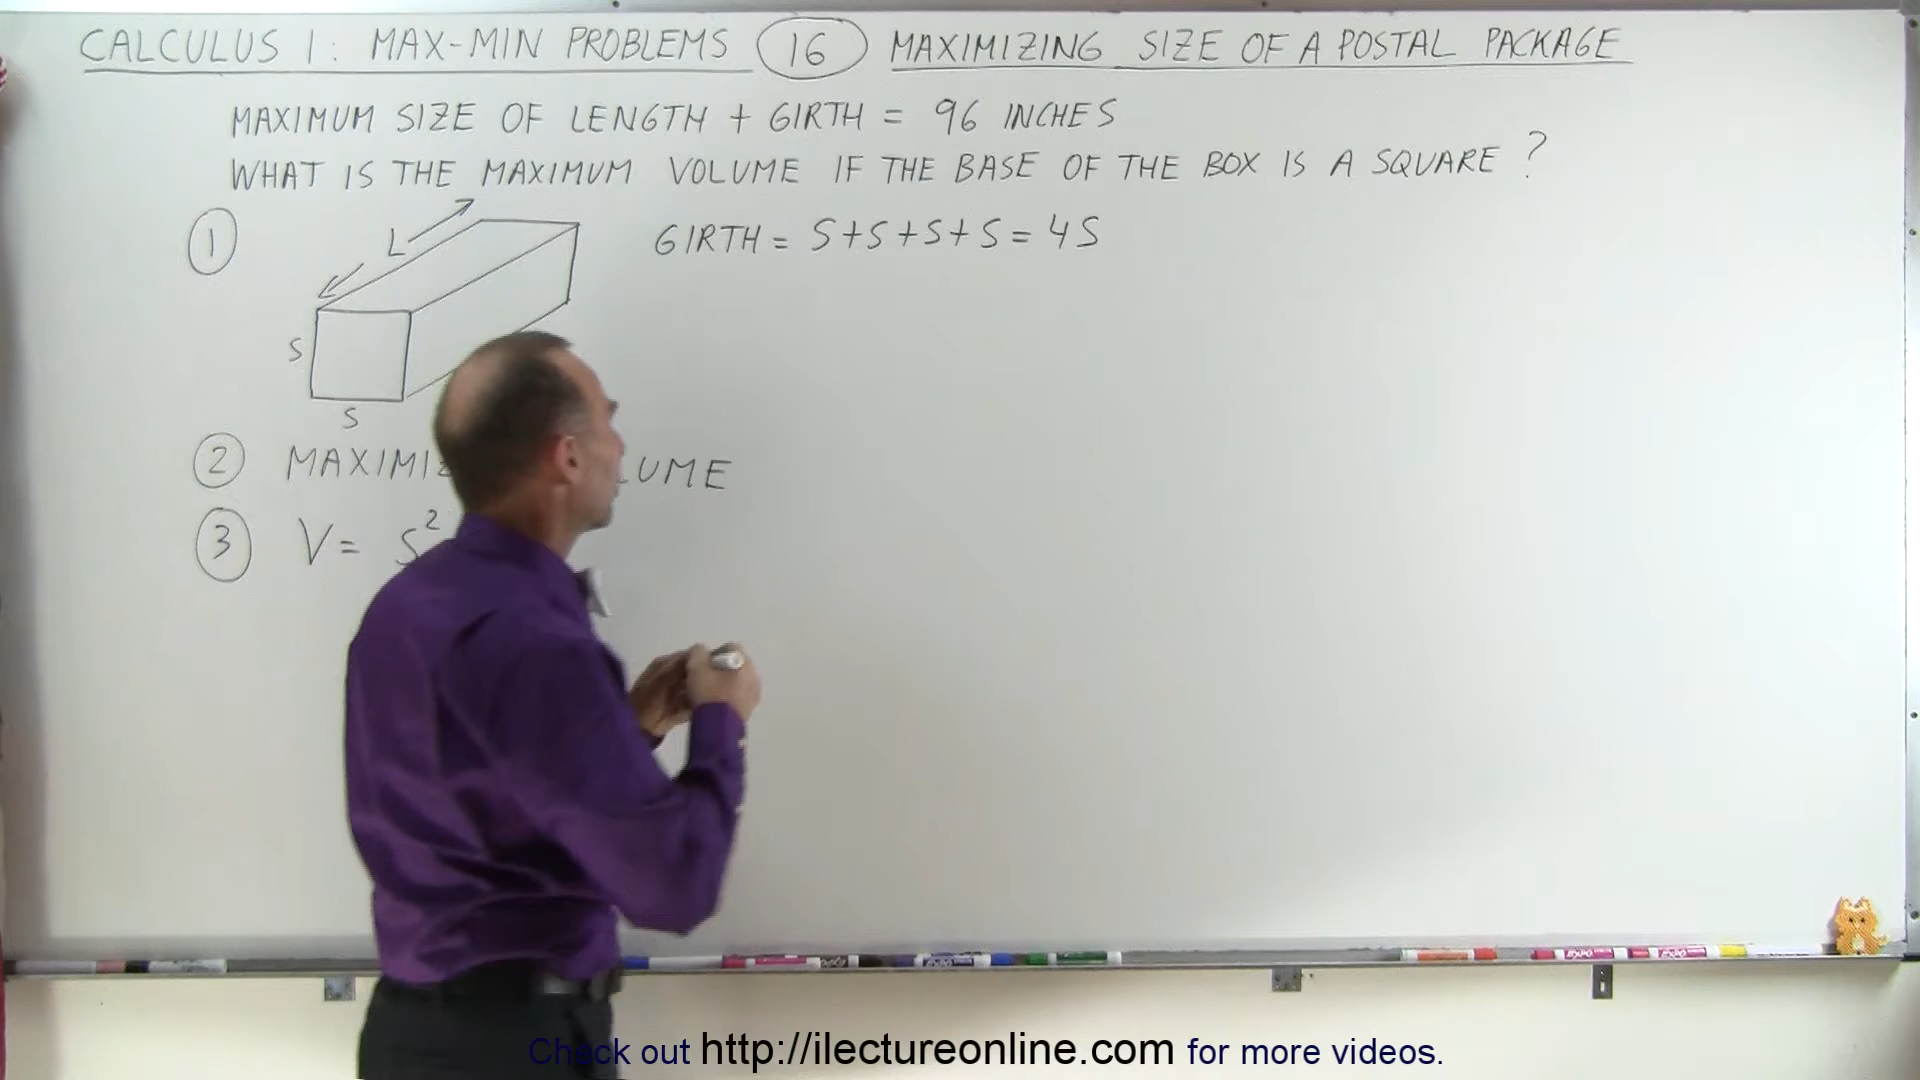 CALCULUS 1: MAX-MIN PROBLEMS 16 MAXIMIZING SIZE OF A POSTAL PACKAGE
MAXIMUM SIZE OF LENGTH + GIRTH = 96 INCHES
WHAT IS THE MAXIMUM VOLUME IF THE BASE OF THE BOX IS A SQUARE?
1
L
GIRTH = S+S+S+S = 4S
S
S
2 MAXIMIZ UME
3 V = S²
Check out http://ilectureonline.com for more videos.